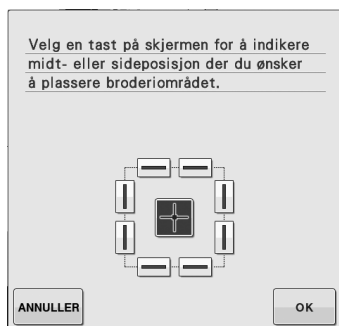 Velg en tast på skjermen for å indikere
midt- eller sideposisjon der du ønsker
å plassere broderiområdet.
ANNULLER
OK